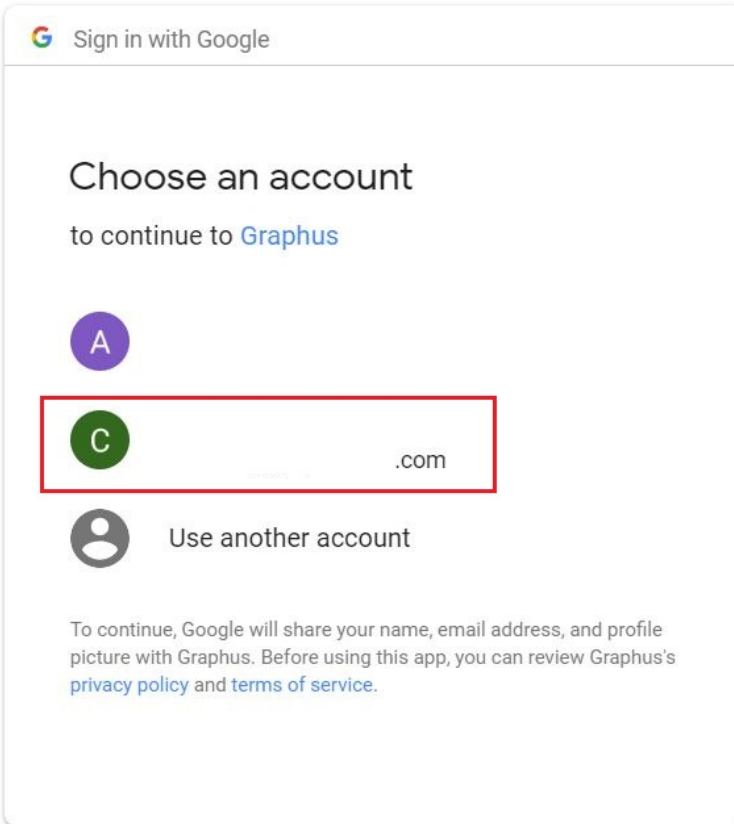 Sign in with Google
Choose an account
to continue to Graphus
A
C
.com
Use another account
To continue, Google will share your name, email address, and profile
picture with Graphus. Before using this app, you can review Graphus's
privacy policy and terms of service.